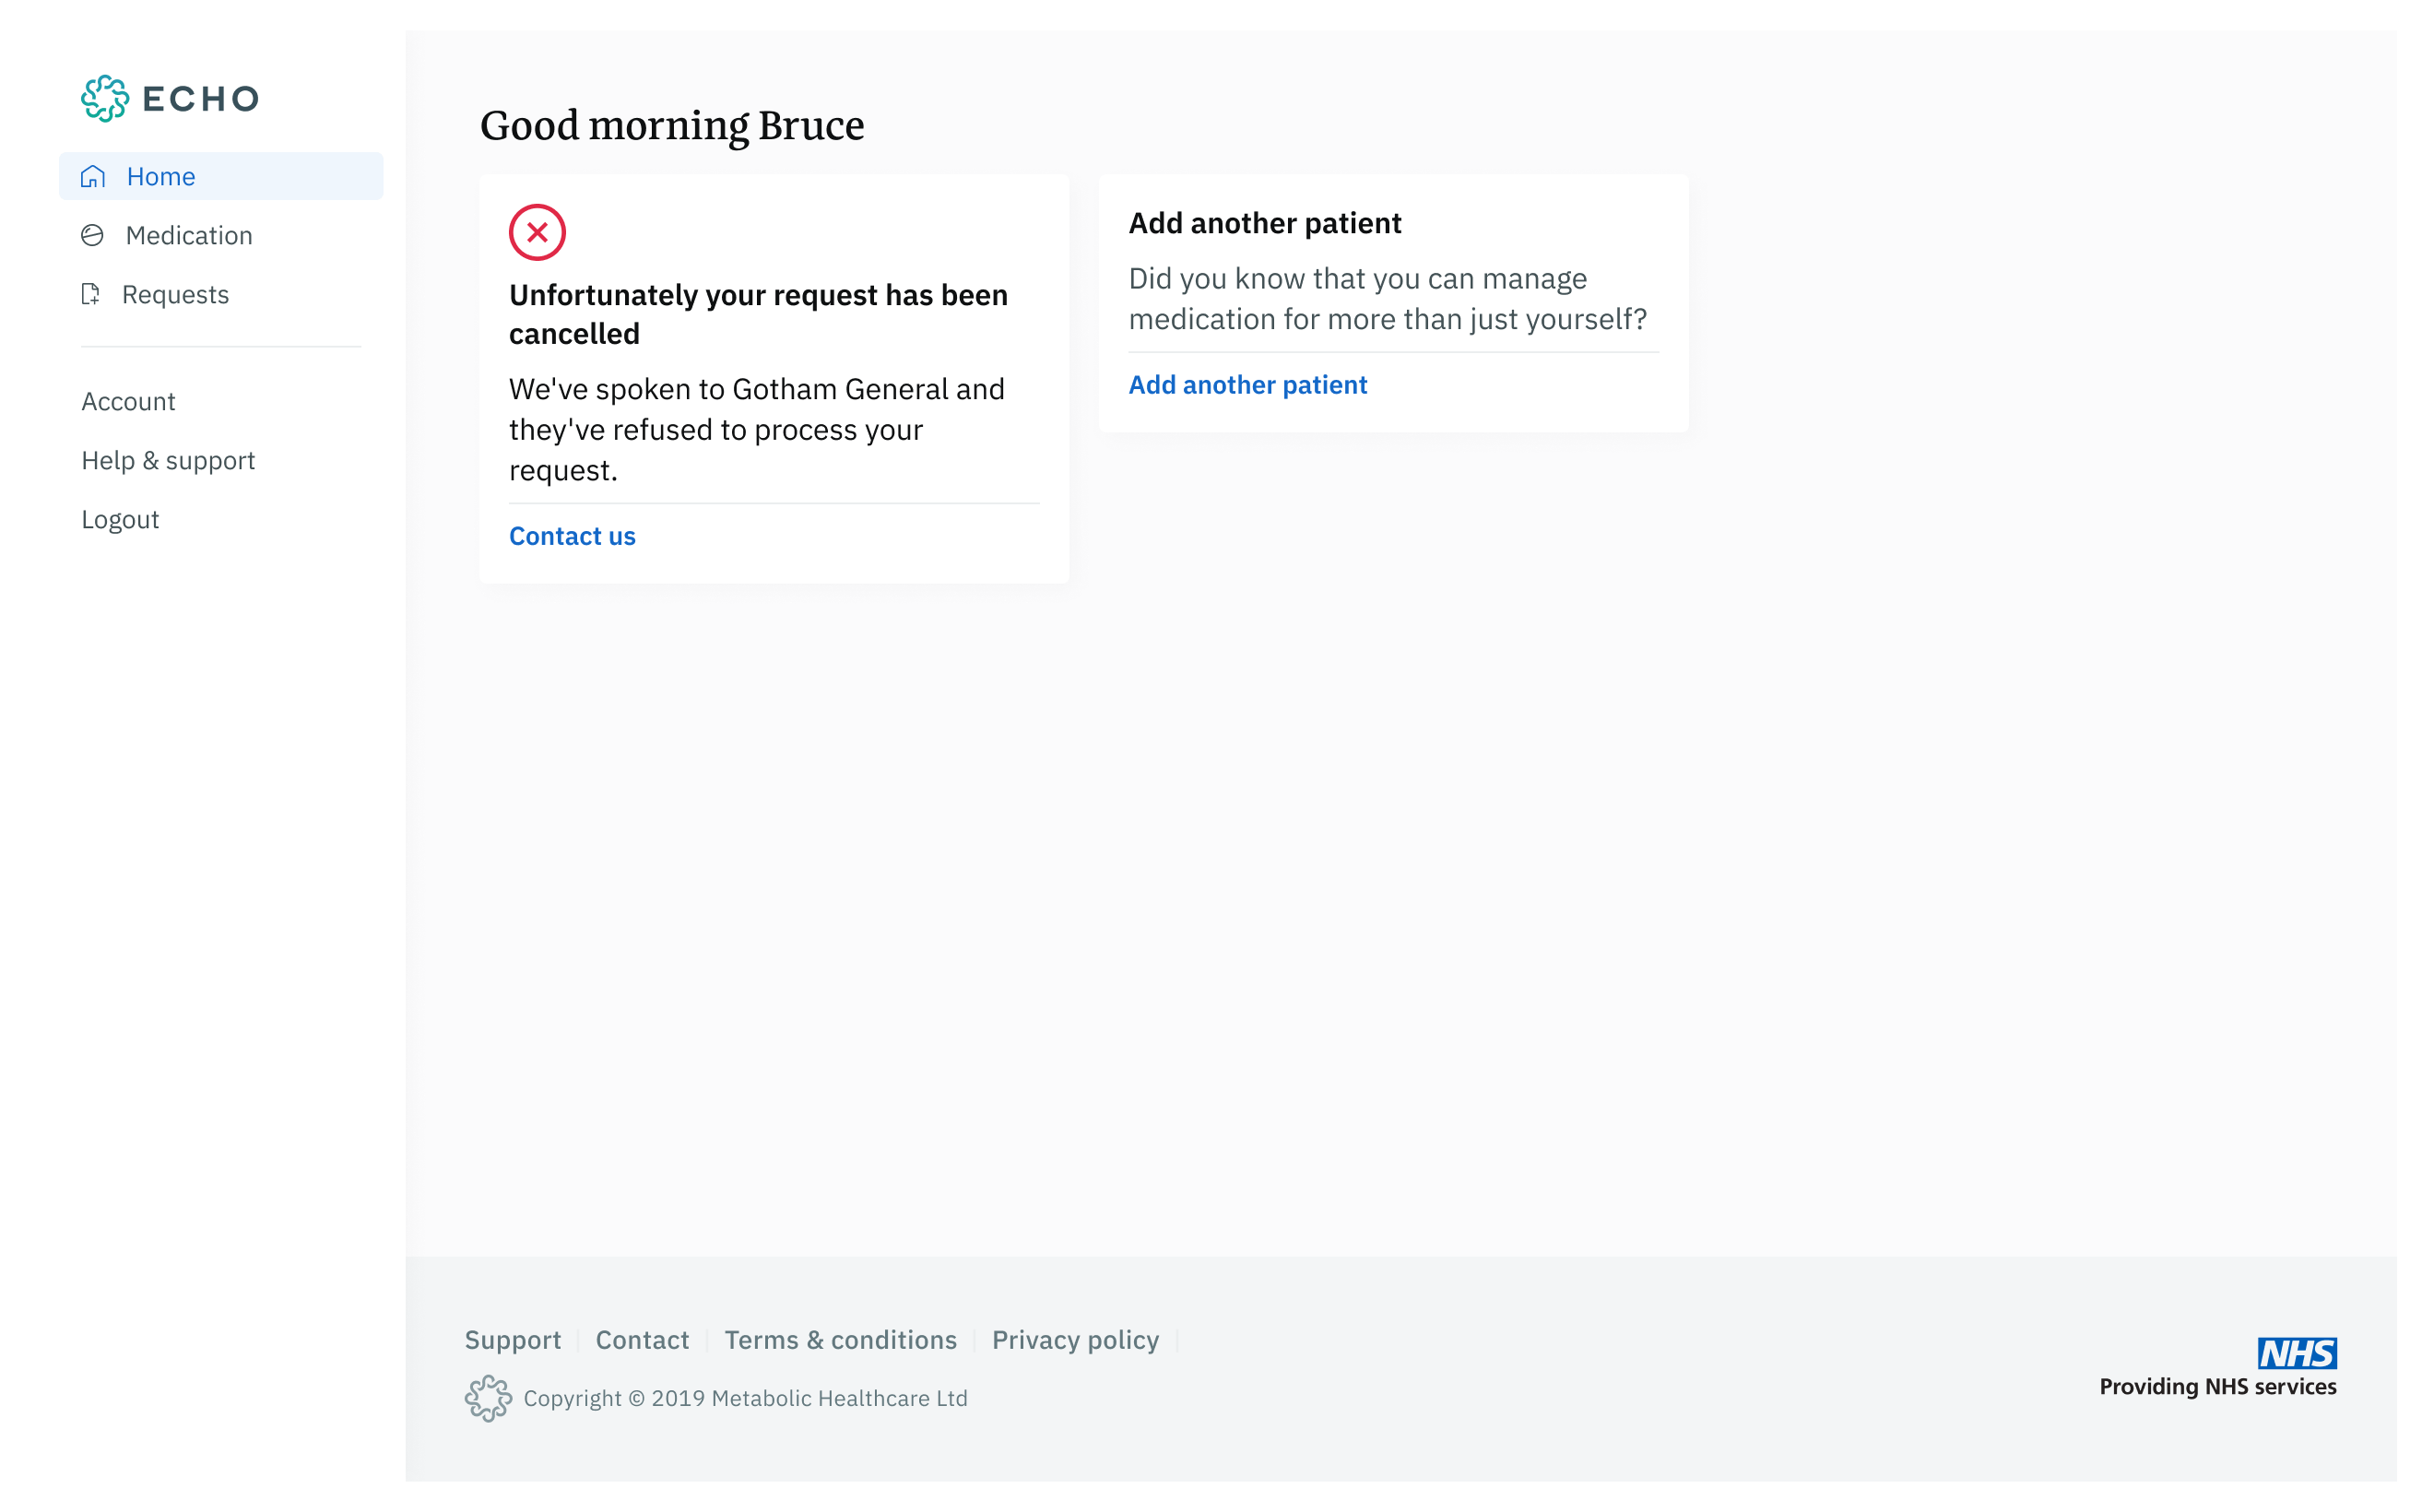 ECHO
Home
Medication
Requests
Account
Help & support
Logout
Good morning Bruce
Unfortunately your request has been
cancelled
We've spoken to Gotham General and
they've refused to process your
request.
Contact us
Add another patient
Did you know that you can manage
medication for more than just yourself?
Add another patient
Support
Contact
Terms & conditions
Privacy policy
Copyright © 2019 Metabolic Healthcare Ltd
NHS
Providing NHS services